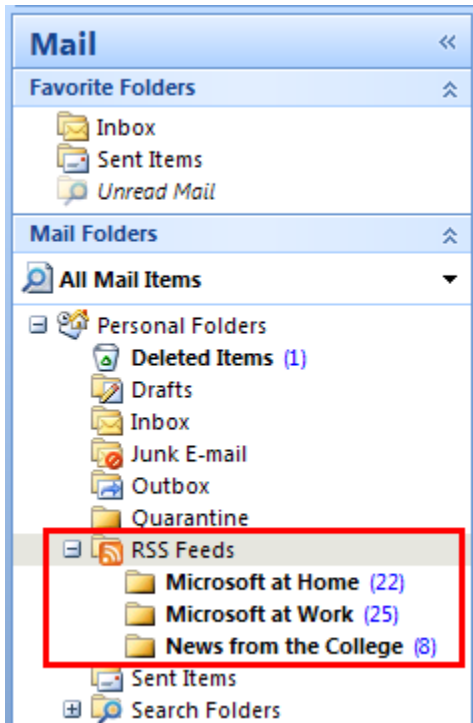 Mail
Favorite Folders
Inbox
Sent Items
Unread Mail
Mail Folders
All Mail Items
Personal Folders
Deleted Items (1)
Drafts
Inbox
Junk E-mail
Outbox
Quarantine
RSS Feeds
Microsoft at Home (22)
Microsoft at Work (25)
News from the College (8)
Sent Items
Search Folders